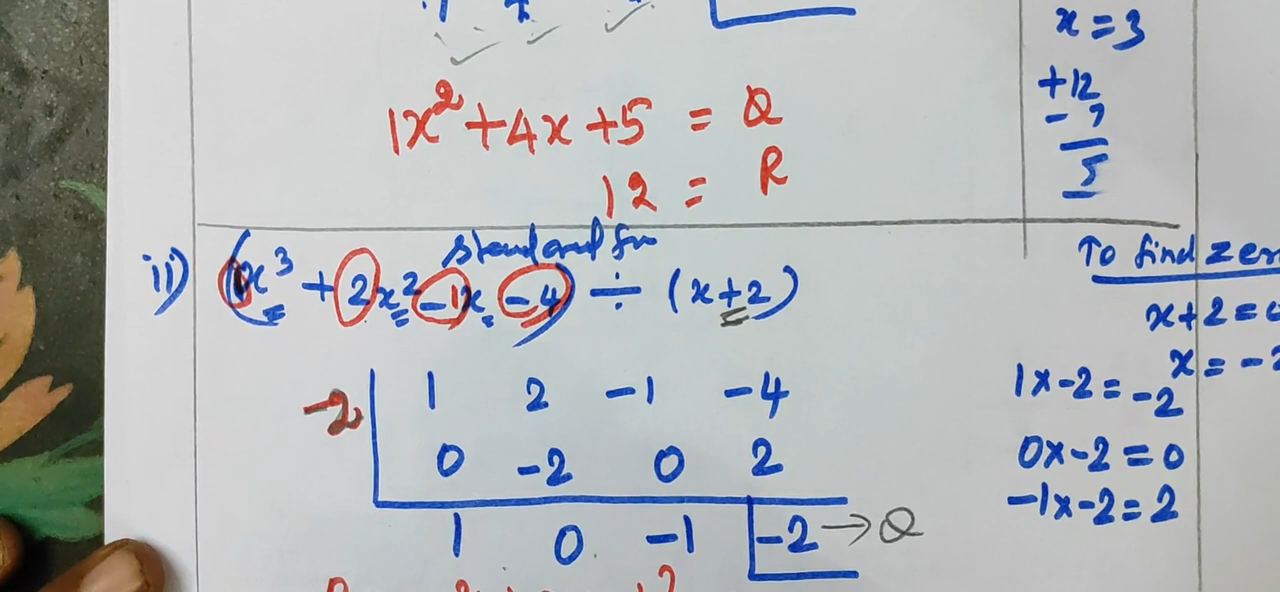 x = 3
+12
- 7
5
1x² + 4x + 5 = Q
12 = R
standard fm
ii) (1x³ + 2x² -1x -4) ÷ (x+2)
To find zero
x+2=0
x = -2
-2 | 1 2 -1 -4
0 -2 0 2
1 0 -1 |-2 → Q
1x-2 = -2
0x-2 = 0
-1x-2 = 2